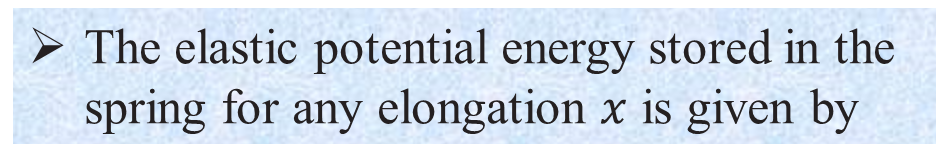 ➢ The elastic potential energy stored in the
spring for any elongation x is given by